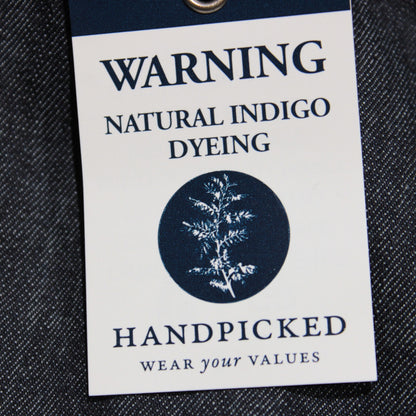 WARNING
NATURAL INDIGO
DYEING
HANDPICKED
WEAR your VALUES